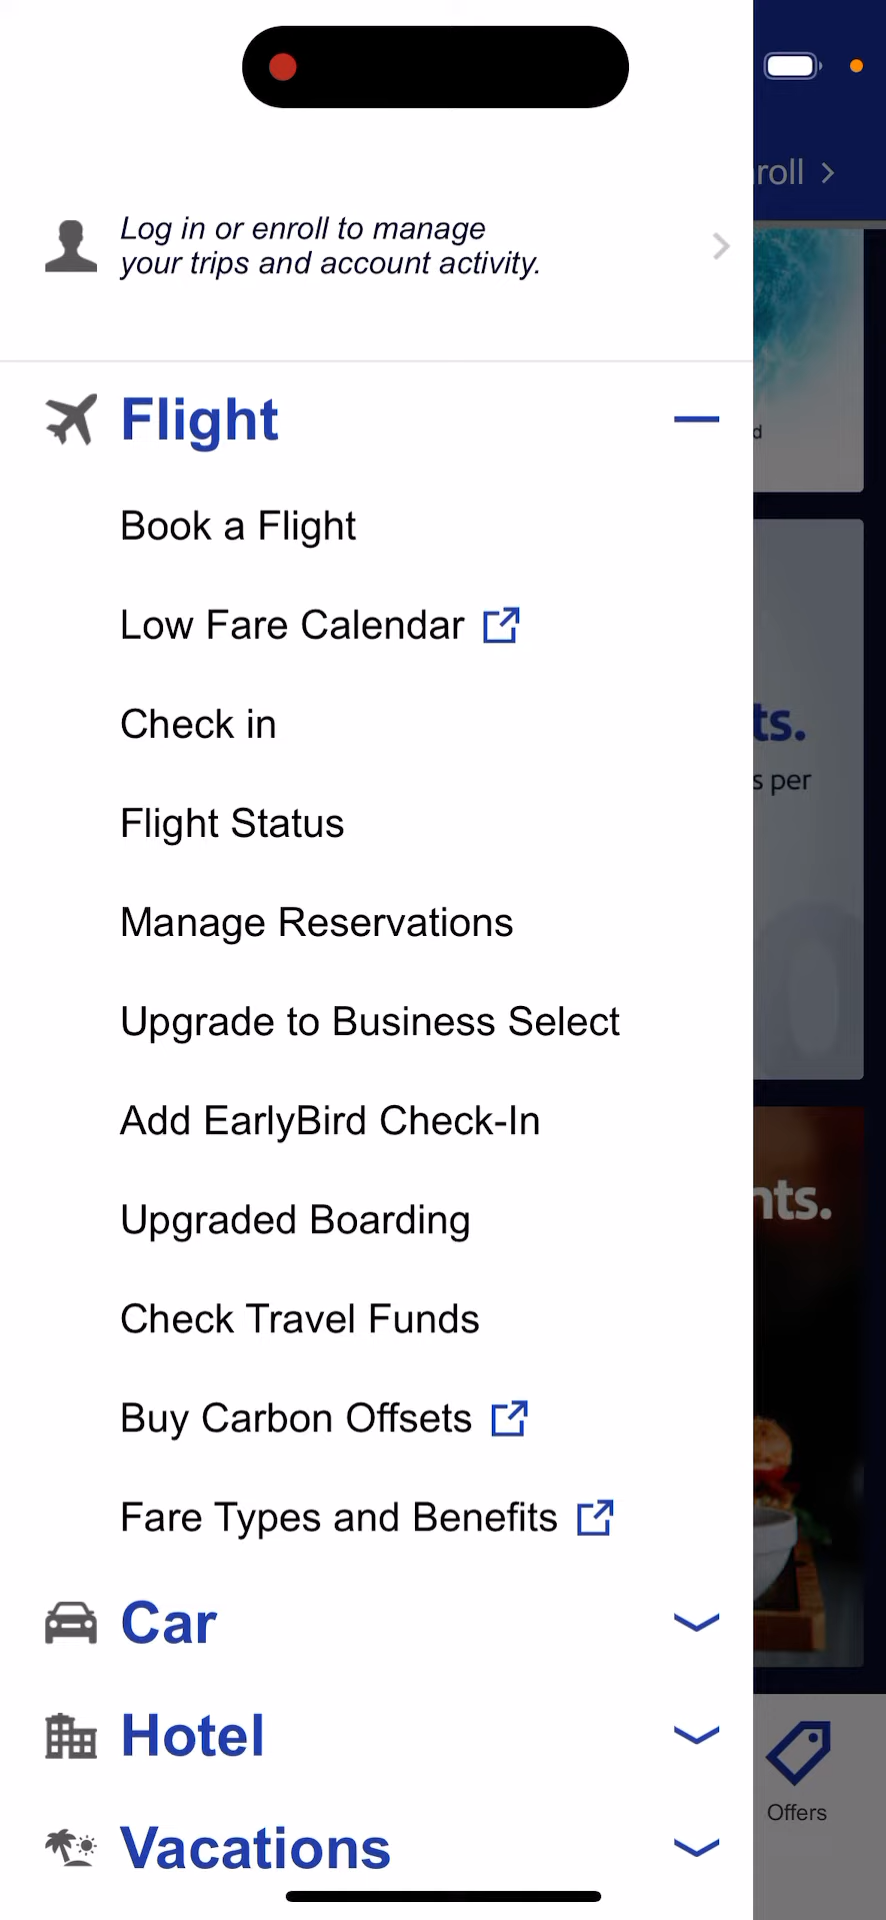 roll
Log in or enroll to manage
your trips and account activity.
Flight
d
Book a Flight
Low Fare Calendar
Check in
ts.
s per
Flight Status
Manage Reservations
Upgrade to Business Select
Add EarlyBird Check-In
nts.
Upgraded Boarding
Check Travel Funds
Buy Carbon Offsets
Fare Types and Benefits
Car
Hotel
Offers
Vacations